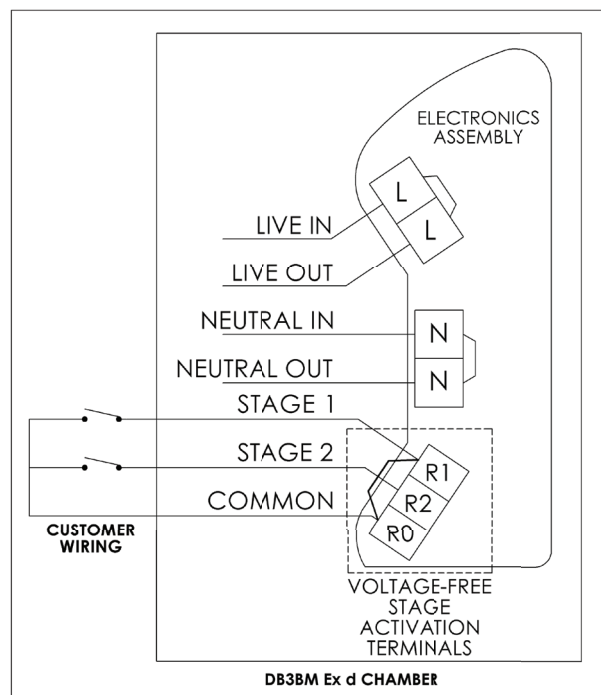 ELECTRONICS
ASSEMBLY
L
L
LIVE IN
LIVE OUT
NEUTRAL IN
N
NEUTRAL OUT
N
STAGE 1
STAGE 2
R1
R2
COMMON
R0
CUSTOMER
WIRING
VOLTAGE-FREE
STAGE
ACTIVATION
TERMINALS
DB3BM Ex d CHAMBER